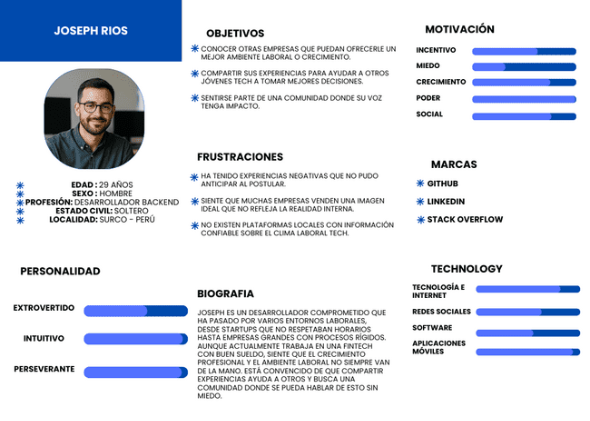 JOSEPH RIOS
EDAD : 29 AÑOS
SEXO : HOMBRE
PROFESIÓN: DESARROLLADOR BACKEND
ESTADO CIVIL: SOLTERO
LOCALIDAD: SURCO - PERÚ
PERSONALIDAD
EXTROVERTIDO
INTUITIVO
PERSEVERANTE
OBJETIVOS
CONOCER OTRAS EMPRESAS QUE PUEDAN OFRECERLE UN
MEJOR AMBIENTE LABORAL O CRECIMIENTO.
COMPARTIR SUS EXPERIENCIAS PARA AYUDAR A OTROS
JÓVENES TECH A TOMAR MEJORES DECISIONES.
SENTIRSE PARTE DE UNA COMUNIDAD DONDE SU VOZ
TENGA IMPACTO.
FRUSTRACIONES
HA TENIDO EXPERIENCIAS NEGATIVAS QUE NO PUDO
ANTICIPAR AL POSTULAR.
SIENTE QUE MUCHAS EMPRESAS VENDEN UNA IMAGEN
IDEAL QUE NO REFLEJA LA REALIDAD INTERNA.
NO EXISTEN PLATAFORMAS LOCALES CON INFORMACIÓN
CONFIABLE SOBRE EL CLIMA LABORAL TECH.
BIOGRAFIA
JOSEPH ES UN DESARROLLADOR COMPROMETIDO QUE
HA PASADO POR VARIOS ENTORNOS LABORALES,
DESDE STARTUPS QUE NO RESPETABAN HORARIOS
HASTA EMPRESAS GRANDES CON PROCESOS RÍGIDOS.
AUNQUE ACTUALMENTE TRABAJA EN UNA FINTECH
CON BUEN SUELDO, SIENTE QUE EL CRECIMIENTO
PROFESIONAL Y EL AMBIENTE LABORAL NO SIEMPRE VAN
DE LA MANO. ESTÁ CONVENCIDO DE QUE COMPARTIR
EXPERIENCIAS AYUDA A OTROS Y BUSCA UNA
COMUNIDAD DONDE SE PUEDA HABLAR DE ESTO SIN
MIEDO.
MOTIVACIÓN
INCENTIVO
MIEDO
CRECIMIENTO
PODER
SOCIAL
MARCAS
GITHUB
LINKEDIN
STACK OVERFLOW
TECHNOLOGY
TECNOLOGÍA E
INTERNET
REDES SOCIALES
SOFTWARE
APLICACIONES
MÓVILES